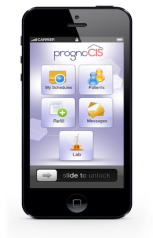 CARRIER
prognoCIS
My Schedules
Patients
Refill
Messages
Lab
slide to unlock